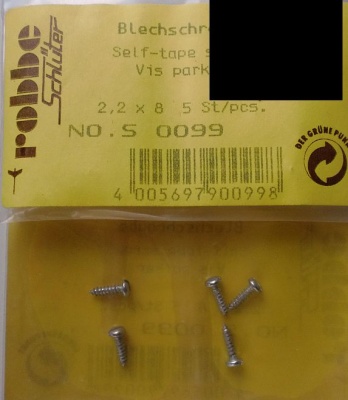 robbe
Schlüter
Blechschr
Self-tape s
Vis park
2,2 x 8 5 St/pcs.
NO.S 0099
4 005697 900998
DER GRÜNE PUNKT